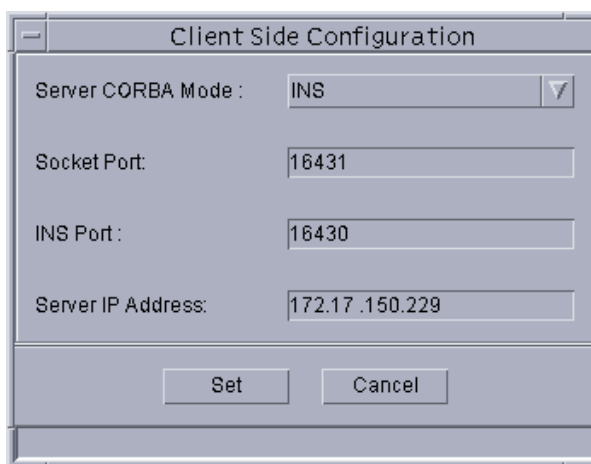 Client Side Configuration
Server CORBA Mode : INS
Socket Port: 16431
INS Port : 16430
Server IP Address: 172.17 .150.229
Set Cancel